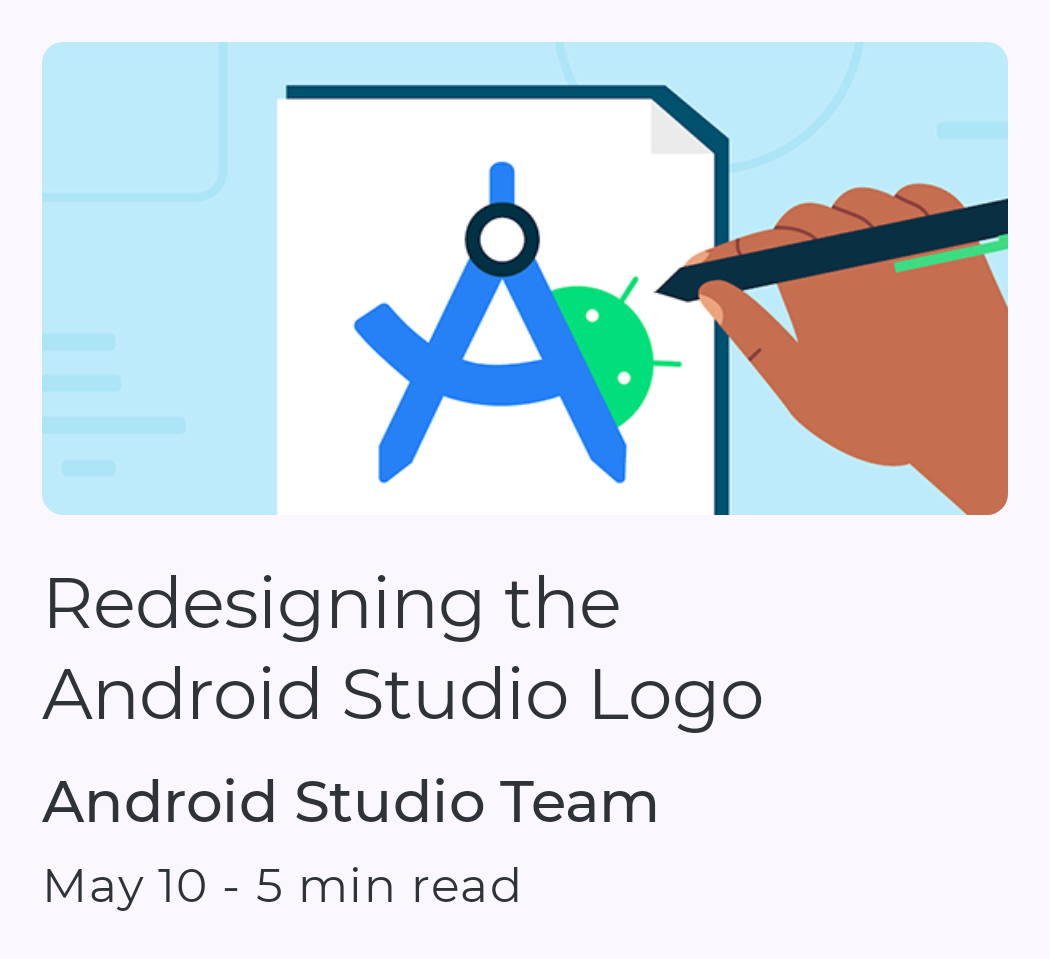 Redesigning the
Android Studio Logo
Android Studio Team
May 10 - 5 min read